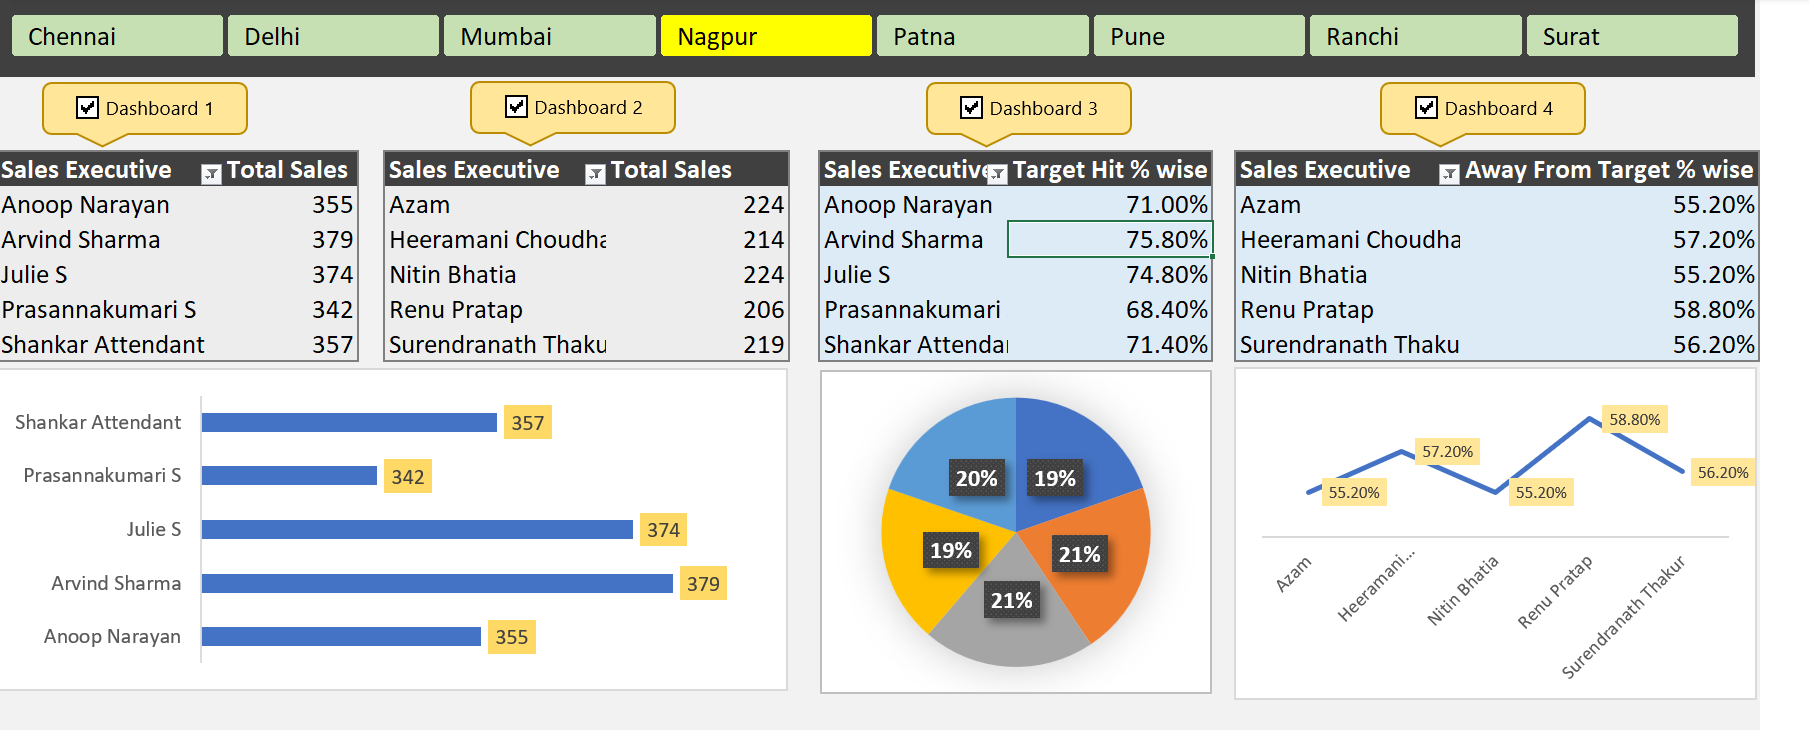 Chennai Delhi Mumbai Nagpur Patna Pune Ranchi Surat
Dashboard 1 Dashboard 2 Dashboard 3 Dashboard 4
Sales Executive Total Sales
Anoop Narayan 355
Arvind Sharma 379
Julie S 374
Prasannakumari S 342
Shankar Attendant 357
Sales Executive Total Sales
Azam 224
Heeramani Choudha 214
Nitin Bhatia 224
Renu Pratap 206
Surendranath Thaku 219
Sales Executive Target Hit % wise
Anoop Narayan 71.00%
Arvind Sharma 75.80%
Julie S 74.80%
Prasannakumari 68.40%
Shankar Attenda 71.40%
Sales Executive Away From Target % wise
Azam 55.20%
Heeramani Choudha 57.20%
Nitin Bhatia 55.20%
Renu Pratap 58.80%
Surendranath Thaku 56.20%
Shankar Attendant 357
Prasannakumari S 342
Julie S 374
Arvind Sharma 379
Anoop Narayan 355
20% 19%
19% 21%
21%
58.80%
57.20%
56.20%
55.20% 55.20%
Azam
Heeramani...
Nitin Bhatia
Renu Pratap
Surendranath Thakur